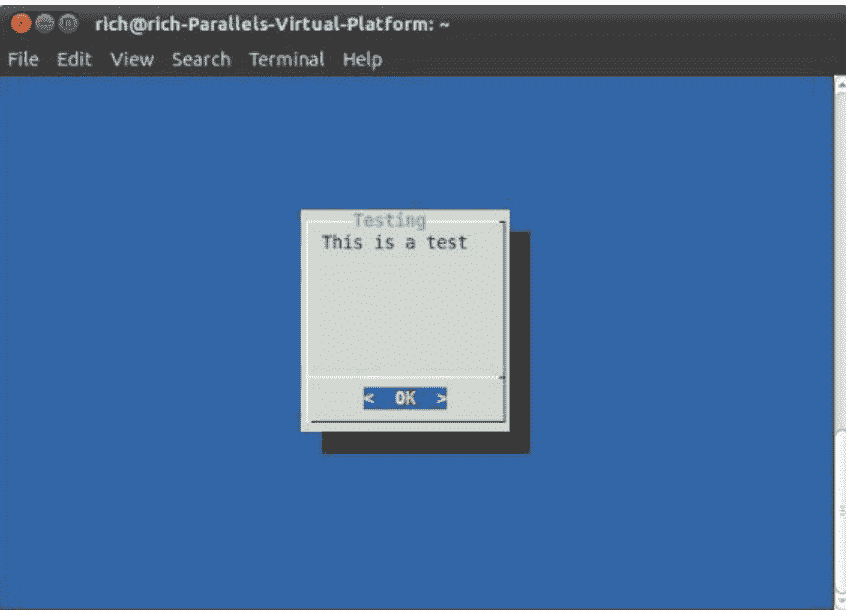 rich@rich-Parallels-Virtual-Platform: ~
File Edit View Search Terminal Help
Testing
This is a test
< OK >